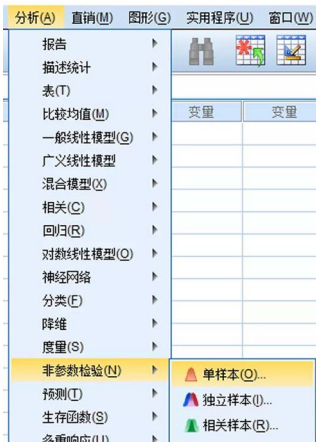 分析(A) 直销(M) 图形(G) 实用程序(U) 窗口(W)
报告
描述统计
表(T)
比较均值(M)
变量 变量
一般线性模型(G)
广义线性模型
混合模型(X)
相关(C)
回归(R)
对数线性模型(O)
神经网络
分类(F)
降维
度量(S)
非参数检验(N)
单样本(O)...
预测(T)
独立样本(I)...
生存函数(S)
相关样本(R)...
多重响应(U)